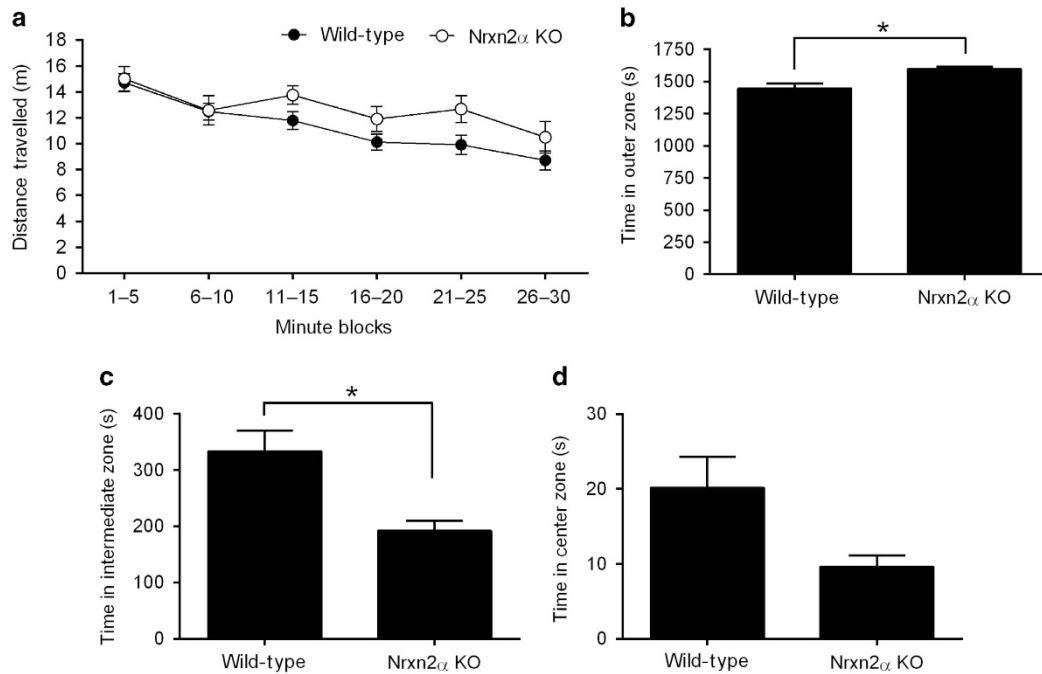 a
Wild-type
Nrxn2α KO
Distance travelled (m)
18
16
14
12
10
8
6
4
2
0
1–5
6–10
11–15
16–20
21–25
26–30
Minute blocks
b
*
Time in outer zone (s)
1750
1500
1250
1000
750
500
250
0
Wild-type
Nrxn2α KO
c
*
Time in intermediate zone (s)
400
300
200
100
0
Wild-type
Nrxn2α KO
d
Time in center zone (s)
30
20
10
0
Wild-type
Nrxn2α KO